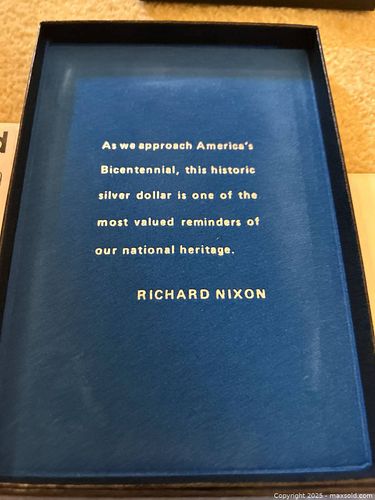 As we approach America's
Bicentennial, this historic
silver dollar is one of the
most valued reminders of
our national heritage.
RICHARD NIXON
d
Copyright 2025 - maxsold.com